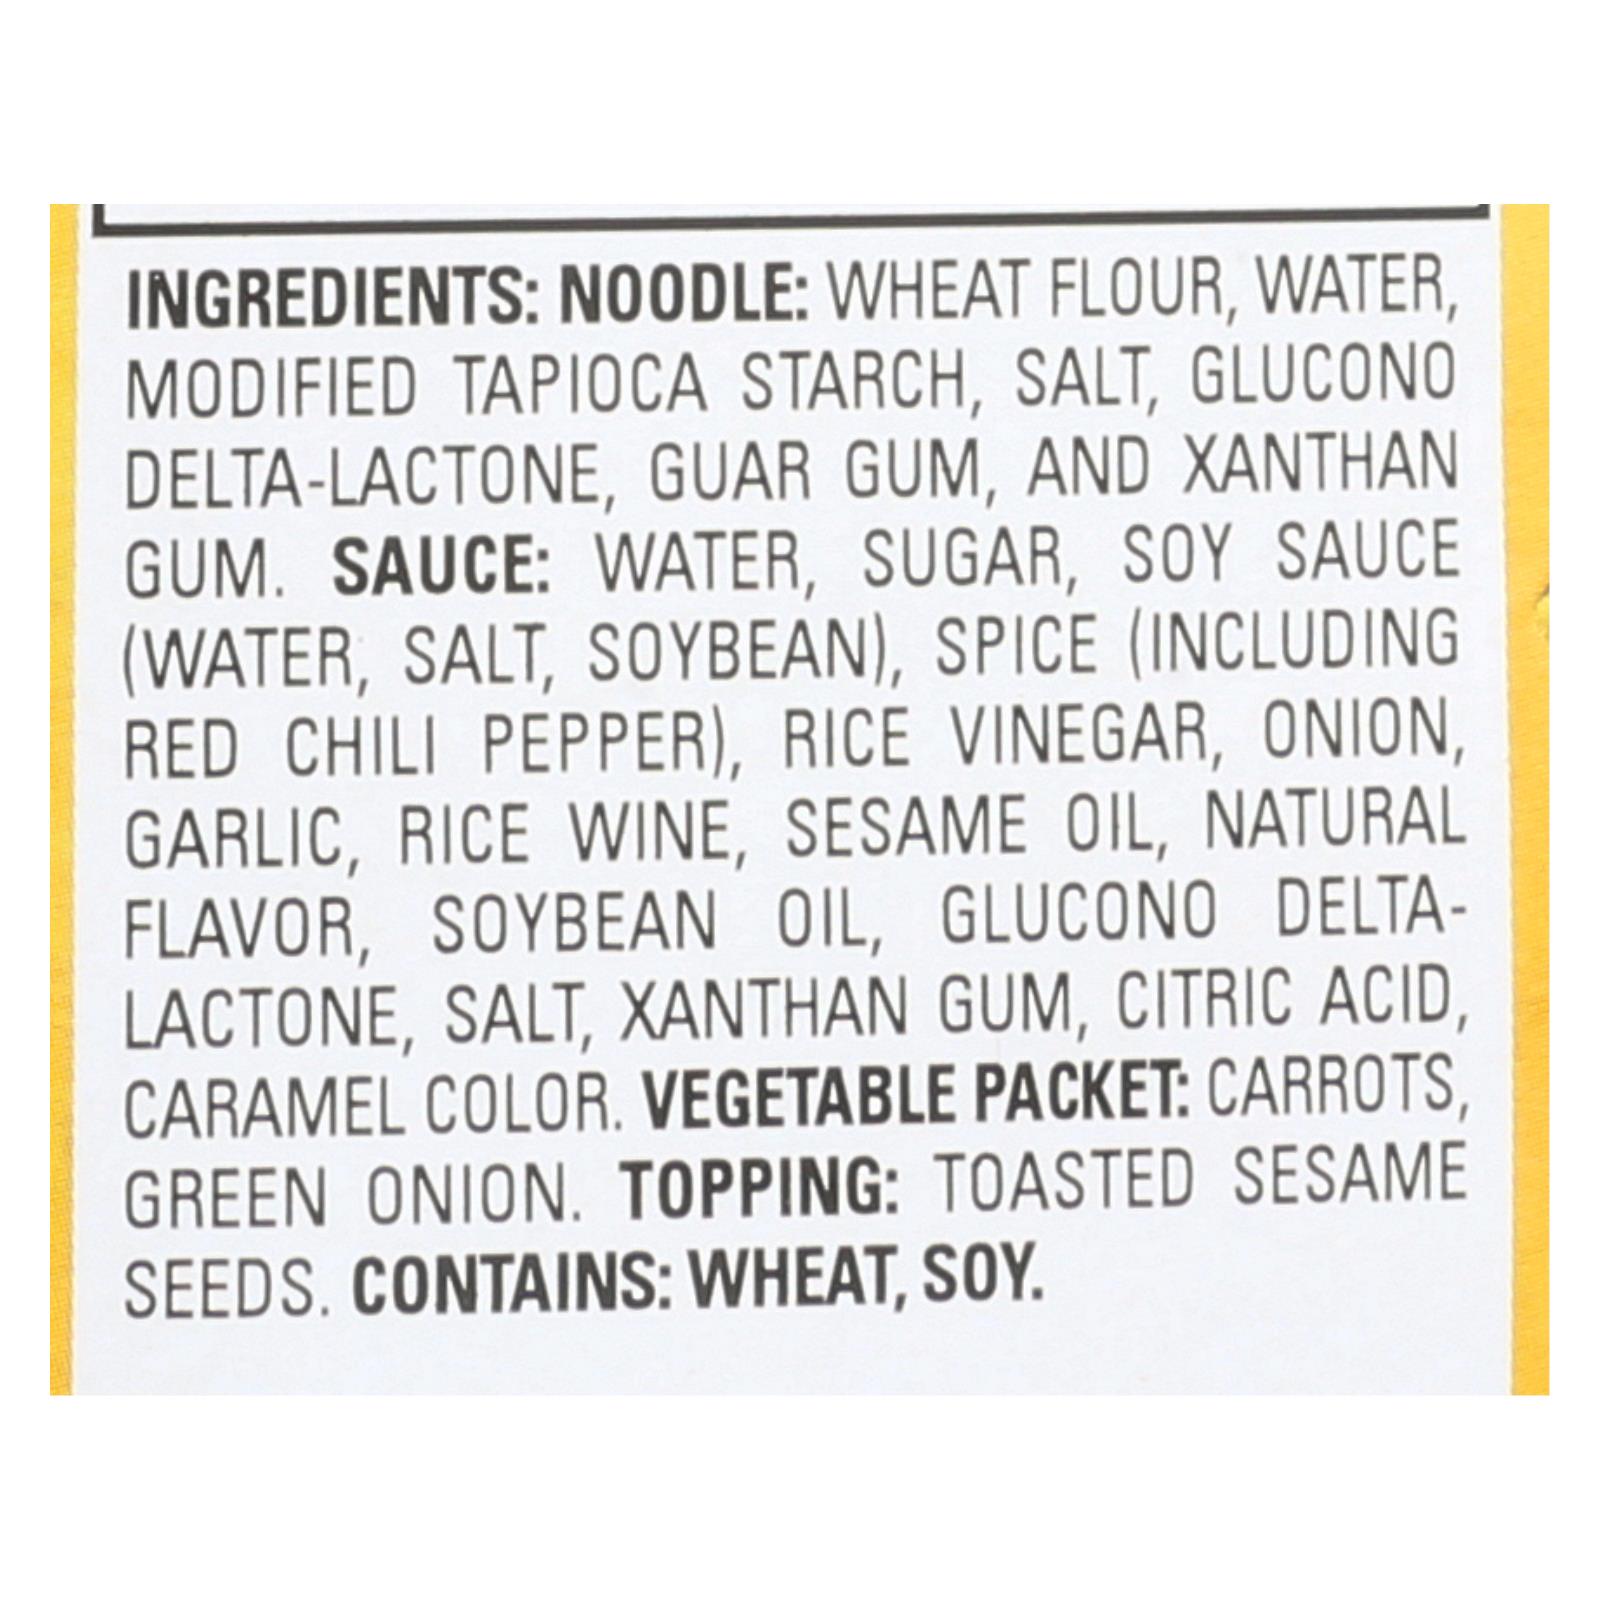 INGREDIENTS: NOODLE: WHEAT FLOUR, WATER,
MODIFIED TAPIOCA STARCH, SALT, GLUCONO
DELTA-LACTONE, GUAR GUM, AND XANTHAN
GUM. SAUCE: WATER, SUGAR, SOY SAUCE
(WATER, SALT, SOYBEAN), SPICE (INCLUDING
RED CHILI PEPPER), RICE VINEGAR, ONION,
GARLIC, RICE WINE, SESAME OIL, NATURAL
FLAVOR, SOYBEAN OIL, GLUCONO DELTA-
LACTONE, SALT, XANTHAN GUM, CITRIC ACID,
CARAMEL COLOR. VEGETABLE PACKET: CARROTS,
GREEN ONION. TOPPING: TOASTED SESAME
SEEDS. CONTAINS: WHEAT, SOY.